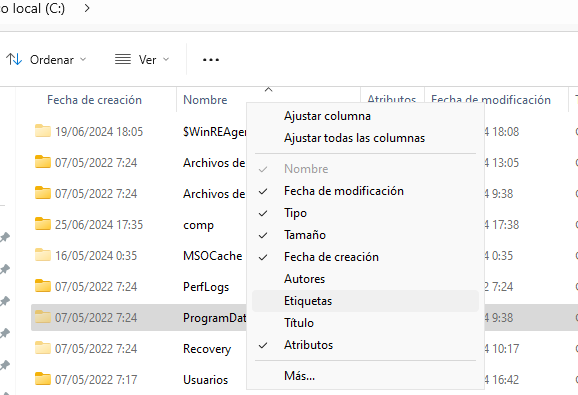 o local (C:) >
Ordenar Ver ...
Fecha de creación Nombre Atributos Fecha de modificación
Ajustar columna
Ajustar todas las columnas
Nombre
Fecha de modificación
Tipo
Tamaño
Fecha de creación
Autores
Etiquetas
Título
Atributos
Más...
19/06/2024 18:05 $WinREAgen 4 18:08
07/05/2022 7:24 Archivos de 4 13:05
07/05/2022 7:24 Archivos de 4 9:38
25/06/2024 17:35 comp 4 17:38
16/05/2024 0:35 MSOCache 4 0:35
07/05/2022 7:24 PerfLogs 2 7:24
07/05/2022 7:24 ProgramDat 4 9:38
07/05/2022 7:24 Recovery 4 10:17
07/05/2022 7:17 Usuarios 4 16:42